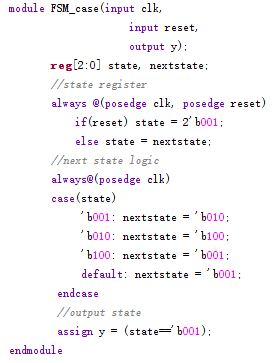 module FSM_case(input clk,
input reset,
output y);
reg[2:0] state, nextstate;
//state register
always @(posedge clk, posedge reset)
if(reset) state = 2'b001;
else state = nextstate;
//next state logic
always@(posedge clk)
case(state)
'b001: nextstate = 'b010;
'b010: nextstate = 'b100;
'b100: nextstate = 'b001;
default: nextstate = 'b001;
endcase
//output state
assign y = (state=='b001);
endmodule